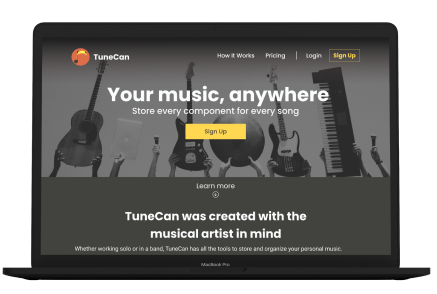 TuneCan
How it Works Pricing Login Sign Up
Your music, anywhere
Store every component for every song
Sign Up
Learn more
TuneCan was created with the
musical artist in mind
Whether working solo or in a band, TuneCan has all the tools to store and organize your personal music.
MacBook Pro